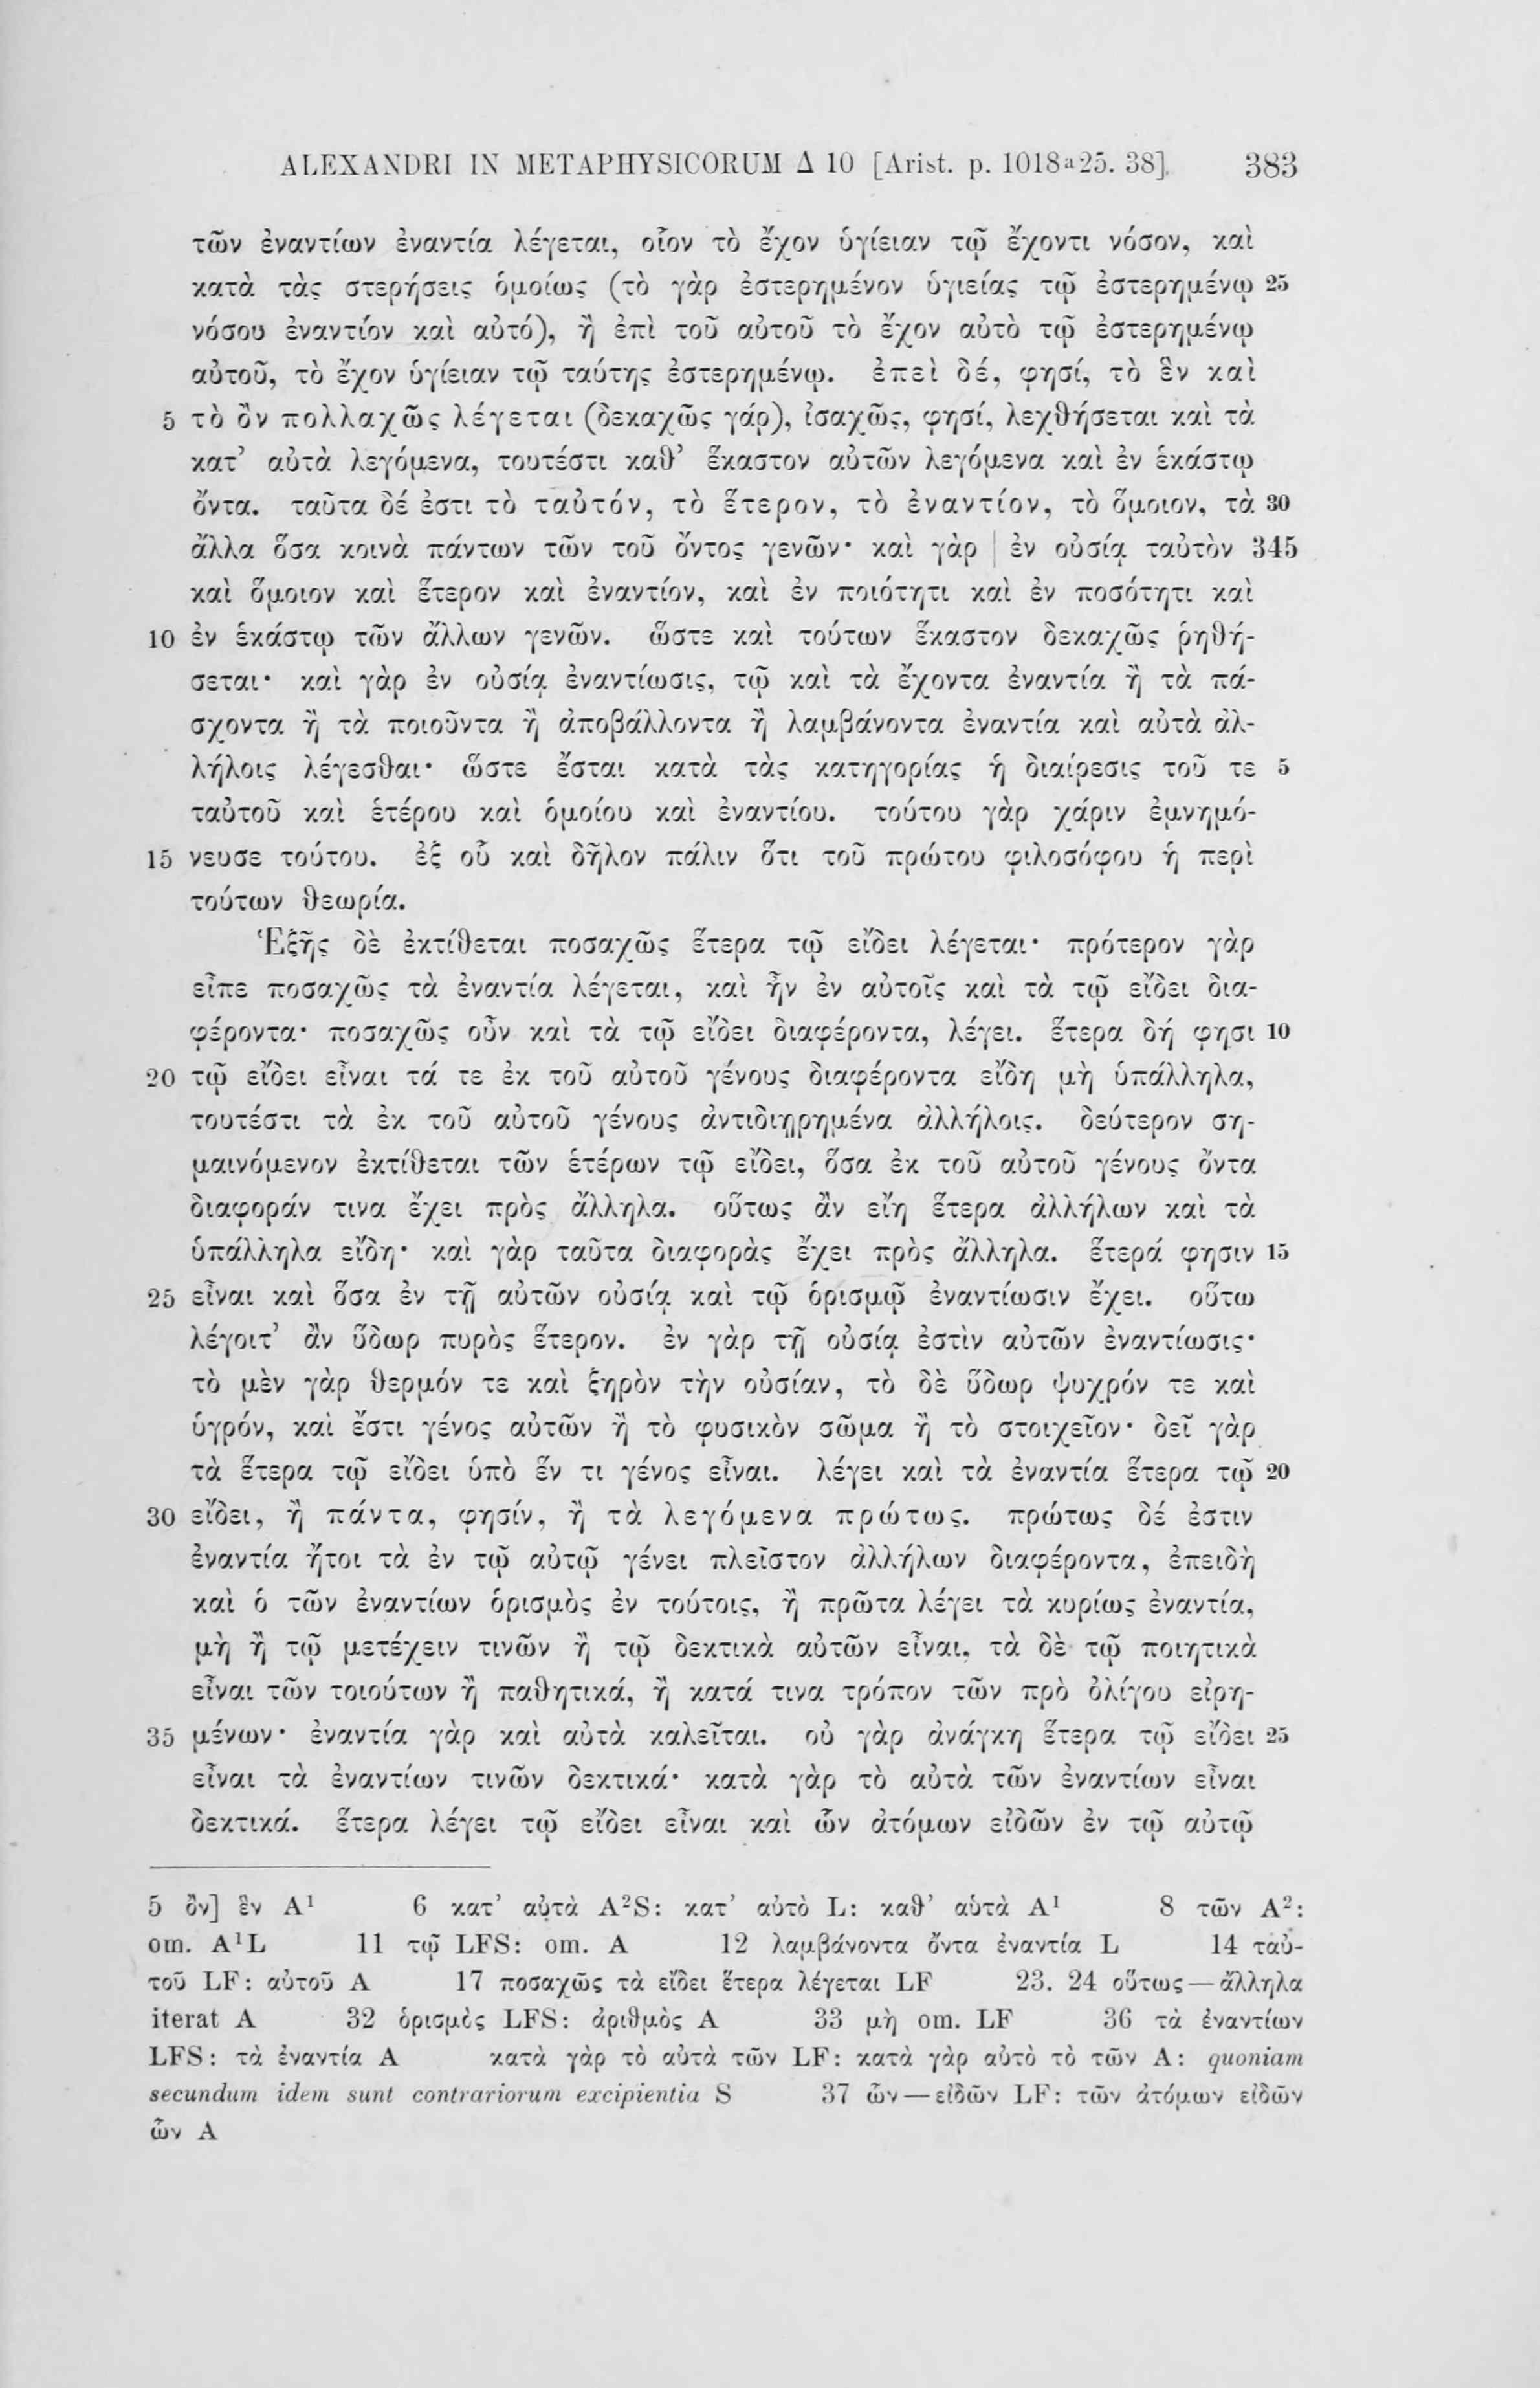 ALEXANDRI IN METAPHYSICORUM Δ 10 [Arist. p. 1018ᵃ25. 38] 383
τῶν ἐναντίων ἐναντία λέγεται, οἷον τὸ ἔχον ὑγίειαν τῷ ἔχοντι νόσον, καὶ
κατὰ τὰς στερήσεις ὁμοίως (τὸ γὰρ ἐστερημένον ὑγιείας τῷ ἐστερημένῳ 25
νόσου ἐναντίον καὶ αὐτό), ἢ ἐπὶ τοῦ αὐτοῦ τὸ ἔχον αὐτὸ τῷ ἐστερημένῳ
αὐτοῦ, τὸ ἔχον ὑγίειαν τῷ ταύτης ἐστερημένῳ. ἐπεὶ δέ, φησί, τὸ ἓν καὶ
5 τὸ ὂν πολλαχῶς λέγεται (δεκαχῶς γάρ), ἰσαχῶς, φησί, λεχθήσεται καὶ τὰ
κατ’ αὐτὰ λεγόμενα, τουτέστι καθ’ ἕκαστον αὐτῶν λεγόμενα καὶ ἐν ἑκάστῳ
ὄντα. ταῦτα δέ ἐστι τὸ ταὐτόν, τὸ ἕτερον, τὸ ἐναντίον, τὸ ὅμοιον, τὰ 30
ἄλλα ὅσα κοινὰ πάντων τῶν τοῦ ὄντος γενῶν· καὶ γὰρ | ἐν οὐσίᾳ ταὐτὸν 345
καὶ ὅμοιον καὶ ἕτερον καὶ ἐναντίον, καὶ ἐν ποιότητι καὶ ἐν ποσότητι καὶ
10 ἐν ἑκάστῳ τῶν ἄλλων γενῶν. ὥστε καὶ τούτων ἕκαστον δεκαχῶς ῥηθή-
σεται· καὶ γὰρ ἐν οὐσίᾳ ἐναντίωσις, τῷ καὶ τὰ ἔχοντα ἐναντία ἢ τὰ πά-
σχοντα ἢ τὰ ποιοῦντα ἢ ἀποβάλλοντα ἢ λαμβάνοντα ἐναντία καὶ αὐτὰ ἀλ-
λήλοις λέγεσθαι· ὥστε ἔσται κατὰ τὰς κατηγορίας ἡ διαίρεσις τοῦ τε 5
ταὐτοῦ καὶ ἑτέρου καὶ ὁμοίου καὶ ἐναντίου. τούτου γὰρ χάριν ἐμνημό-
15 νευσε τούτου. ἐξ οὗ καὶ δῆλον πάλιν ὅτι τοῦ πρώτου φιλοσόφου ἡ περὶ
τούτων θεωρία.
Ἑξῆς δὲ ἐκτίθεται ποσαχῶς ἕτερα τῷ εἴδει λέγεται· πρότερον γὰρ
εἶπε ποσαχῶς τὰ ἐναντία λέγεται, καὶ ἦν ἐν αὐτοῖς καὶ τὰ τῷ εἴδει δια-
φέροντα· ποσαχῶς οὖν καὶ τὰ τῷ εἴδει διαφέροντα, λέγει. ἕτερα δή φησι 10
20 τῷ εἴδει εἶναι τά τε ἐκ τοῦ αὐτοῦ γένους διαφέροντα εἴδη μὴ ὑπάλληλα,
τουτέστι τὰ ἐκ τοῦ αὐτοῦ γένους ἀντιδιῃρημένα ἀλλήλοις. δεύτερον ση-
μαινόμενον ἐκτίθεται τῶν ἑτέρων τῷ εἴδει, ὅσα ἐκ τοῦ αὐτοῦ γένους ὄντα
διαφοράν τινα ἔχει πρὸς ἄλληλα. οὕτως ἂν εἴη ἕτερα ἀλλήλων καὶ τὰ
ὑπάλληλα εἴδη· καὶ γὰρ ταῦτα διαφορὰς ἔχει πρὸς ἄλληλα. ἕτερά φησιν 15
25 εἶναι καὶ ὅσα ἐν τῇ αὐτῶν οὐσίᾳ καὶ τῷ ὁρισμῷ ἐναντίωσιν ἔχει. οὕτω
λέγοιτ’ ἂν ὕδωρ πυρὸς ἕτερον. ἐν γὰρ τῇ οὐσίᾳ ἐστὶν αὐτῶν ἐναντίωσις·
τὸ μὲν γὰρ θερμόν τε καὶ ξηρὸν τὴν οὐσίαν, τὸ δὲ ὕδωρ ψυχρόν τε καὶ
ὑγρόν, καὶ ἔστι γένος αὐτῶν ἢ τὸ φυσικὸν σῶμα ἢ τὸ στοιχεῖον· δεῖ γὰρ
τὰ ἕτερα τῷ εἴδει ὑπὸ ἕν τι γένος εἶναι. λέγει καὶ τὰ ἐναντία ἕτερα τῷ 20
30 εἴδει, ἢ πάντα, φησίν, ἢ τὰ λεγόμενα πρώτως. πρώτως δέ ἐστιν
ἐναντία ἤτοι τὰ ἐν τῷ αὐτῷ γένει πλεῖστον ἀλλήλων διαφέροντα, ἐπειδὴ
καὶ ὁ τῶν ἐναντίων ὁρισμὸς ἐν τούτοις, ἢ πρῶτα λέγει τὰ κυρίως ἐναντία,
μὴ ἢ τῷ μετέχειν τινῶν ἢ τῷ δεκτικὰ αὐτῶν εἶναι, τὰ δὲ τῷ ποιητικὰ
εἶναι τῶν τοιούτων ἢ παθητικά, ἢ κατά τινα τρόπον τῶν πρὸ ὀλίγου εἰρη-
35 μένων· ἐναντία γὰρ καὶ αὐτὰ καλεῖται. οὐ γὰρ ἀνάγκη ἕτερα τῷ εἴδει 25
εἶναι τὰ ἐναντίων τινῶν δεκτικά· κατὰ γὰρ τὸ αὐτὰ τῶν ἐναντίων εἶναι
δεκτικά. ἕτερα λέγει τῷ εἴδει εἶναι καὶ ὧν ἀτόμων εἰδῶν ἐν τῷ αὐτῷ
5 ὂν] ἓν A¹ 6 κατ’ αὐτὰ A²S: κατ’ αὐτὸ L: καθ’ αὑτὰ A¹ 8 τῶν A²:
om. A¹L 11 τῷ LFS: om. A 12 λαμβάνοντα ὄντα ἐναντία L 14 ταὐ-
τοῦ LF: αὐτοῦ A 17 ποσαχῶς τὰ εἴδει ἕτερα λέγεται LF 23. 24 οὕτως—ἄλληλα
iterat A 32 ὁρισμὸς LFS: ἀριθμὸς A 33 μὴ om. LF 36 τὰ ἐναντίων
LFS: τὰ ἐναντία A κατὰ γὰρ τὸ αὐτὰ τῶν LF: κατὰ γὰρ αὐτὸ τὸ τῶν A: quoniam
secundum idem sunt contrariorum excipientia S 37 ὧν—εἰδῶν LF: τῶν ἀτόμων εἰδῶν
ὧν A